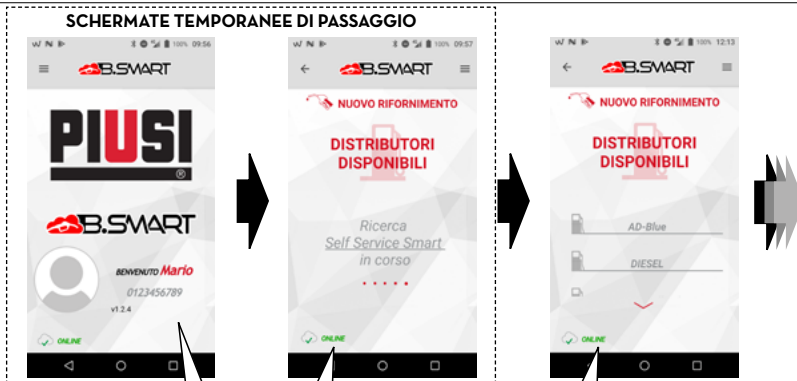 SCHERMATE TEMPORANEE DI PASSAGGIO
100% 09:56
B.SMART
PIUSI
®
B.SMART
BENVENUTO Mario
0123456789
v1.2.4
ONLINE
100% 09:57
B.SMART
NUOVO RIFORNIMENTO
DISTRIBUTORI
DISPONIBILI
Ricerca
Self Service Smart
in corso
ONLINE
100% 12:13
B.SMART
NUOVO RIFORNIMENTO
DISTRIBUTORI
DISPONIBILI
AD-Blue
DIESEL
ONLINE